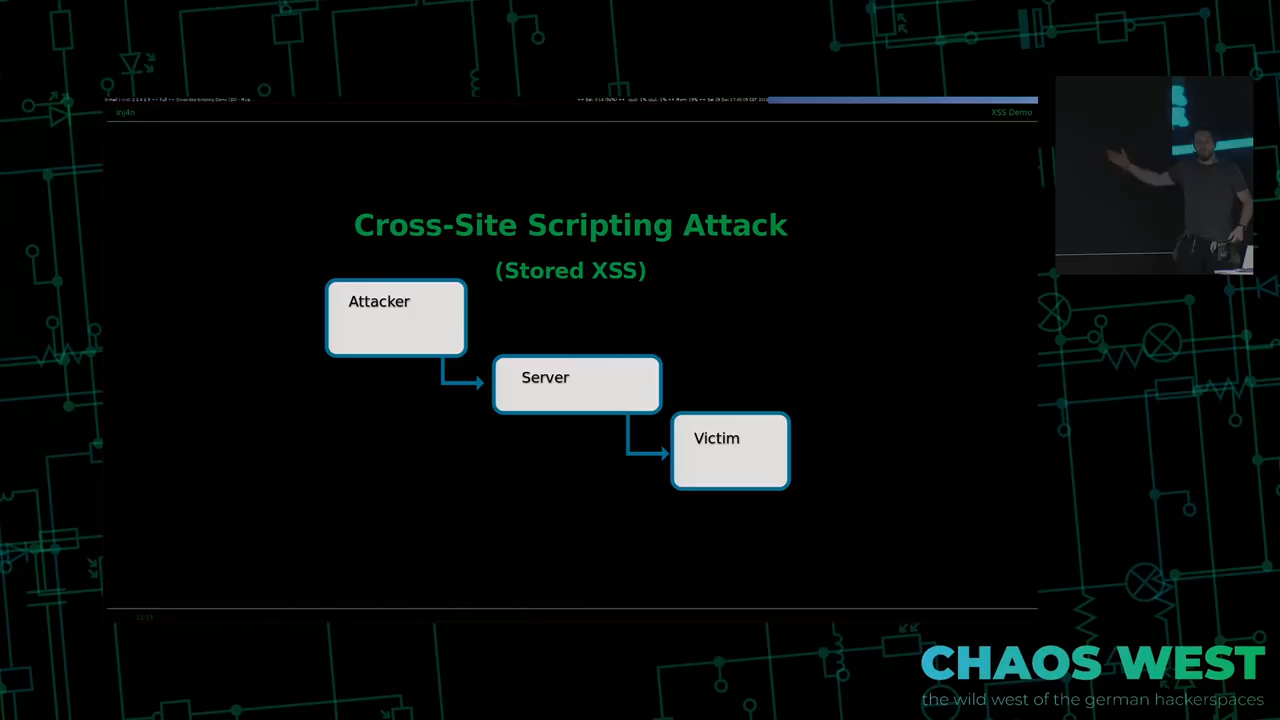 inj4n
XSS Demo
Cross-Site Scripting Attack
(Stored XSS)
Attacker
Server
Victim
CHAOS WEST
the wild west of the german hackerspaces